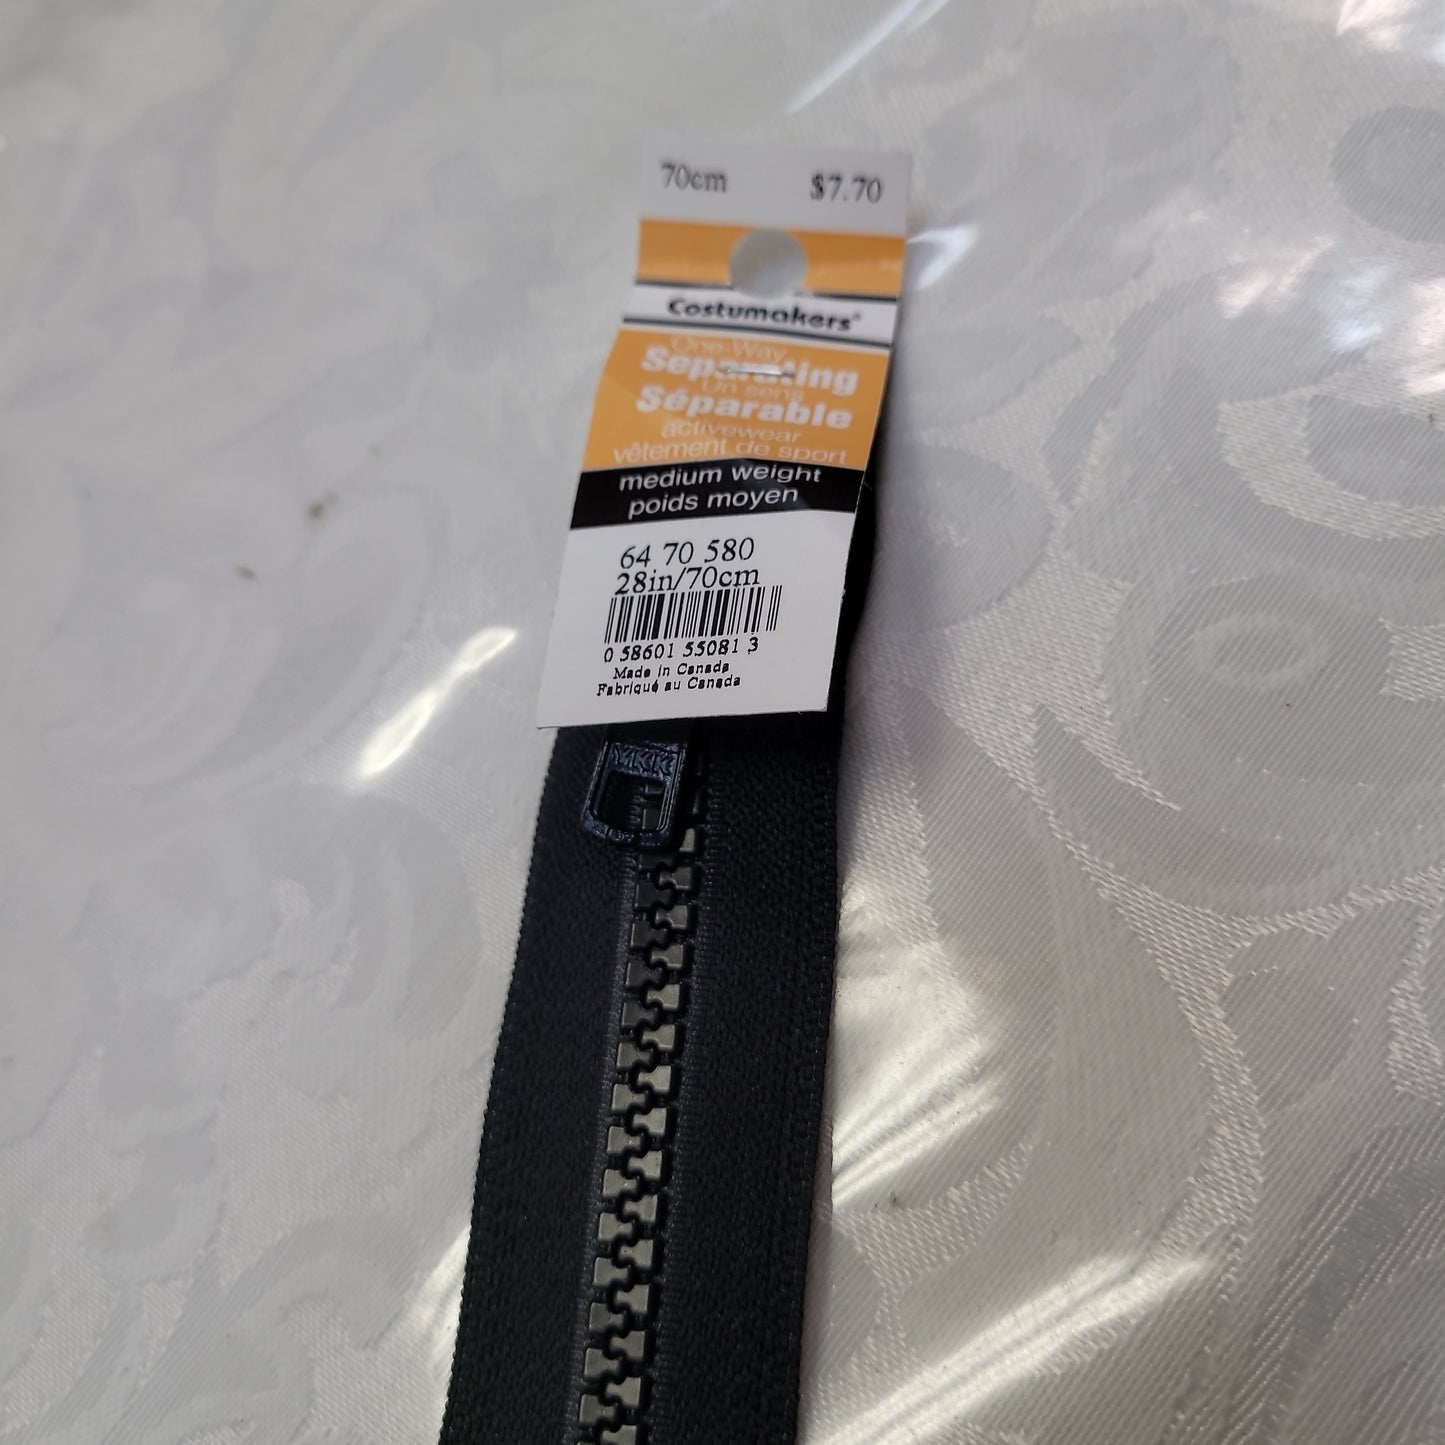 70cm $7.70
Costumakers®
One-Way
Separating
Un sens
Séparable
activewear
vêtement de sport
medium weight
poids moyen
64 70 580
28in/70cm
0 58601 55081 3
Made in Canada
Fabriqué au Canada
YKK